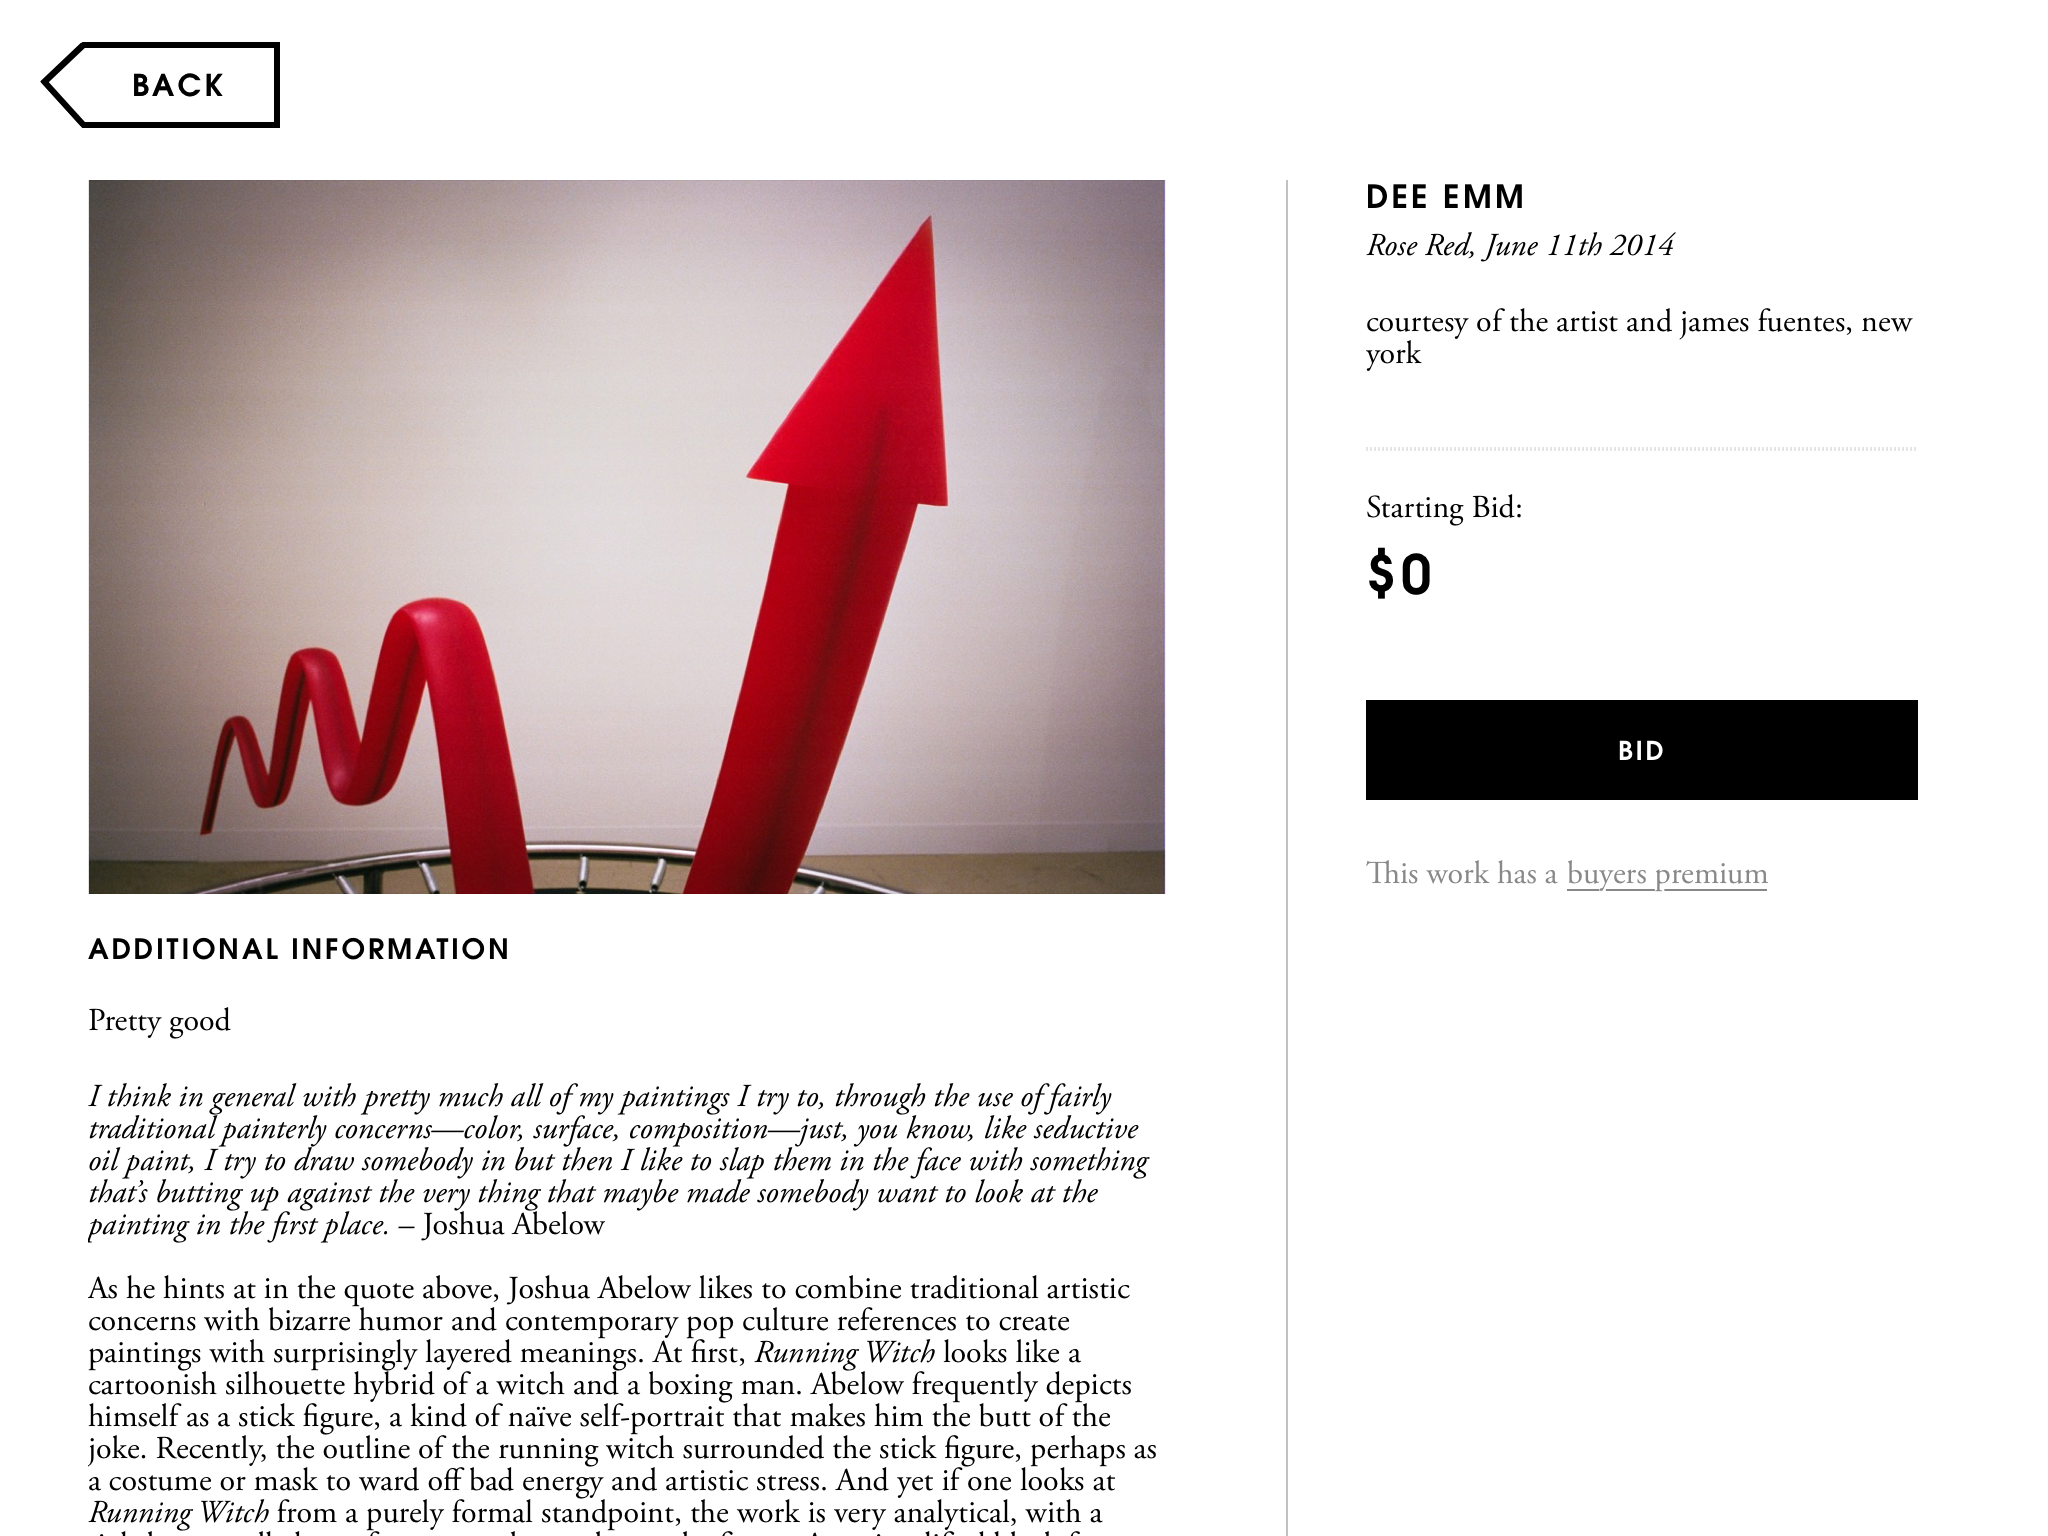 BACK
DEE EMM
Rose Red, June 11th 2014
courtesy of the artist and james fuentes, new
york
Starting Bid:
$0
BID
This work has a buyers premium
ADDITIONAL INFORMATION
Pretty good
I think in general with pretty much all of my paintings I try to, through the use of fairly
traditional painterly concerns—color, surface, composition—just, you know, like seductive
oil paint, I try to draw somebody in but then I like to slap them in the face with something
that’s butting up against the very thing that maybe made somebody want to look at the
painting in the first place. – Joshua Abelow
As he hints at in the quote above, Joshua Abelow likes to combine traditional artistic
concerns with bizarre humor and contemporary pop culture references to create
paintings with surprisingly layered meanings. At first, Running Witch looks like a
cartoonish silhouette hybrid of a witch and a boxing man. Abelow frequently depicts
himself as a stick figure, a kind of naïve self-portrait that makes him the butt of the
joke. Recently, the outline of the running witch surrounded the stick figure, perhaps as
a costume or mask to ward off bad energy and artistic stress. And yet if one looks at
Running Witch from a purely formal standpoint, the work is very analytical, with a